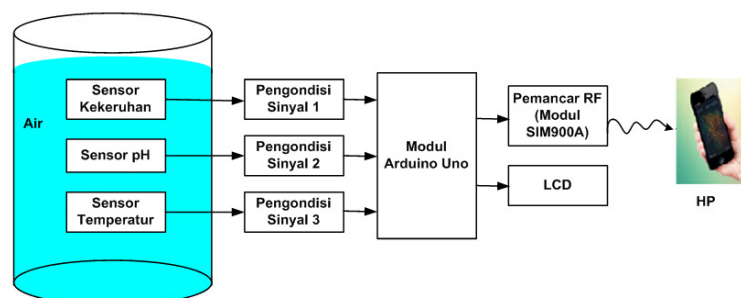 Air
Sensor
Kekeruhan
Sensor pH
Sensor
Temperatur
Pengondisi
Sinyal 1
Pengondisi
Sinyal 2
Pengondisi
Sinyal 3
Modul
Arduino Uno
Pemancar RF
(Modul
SIM900A)
LCD
HP